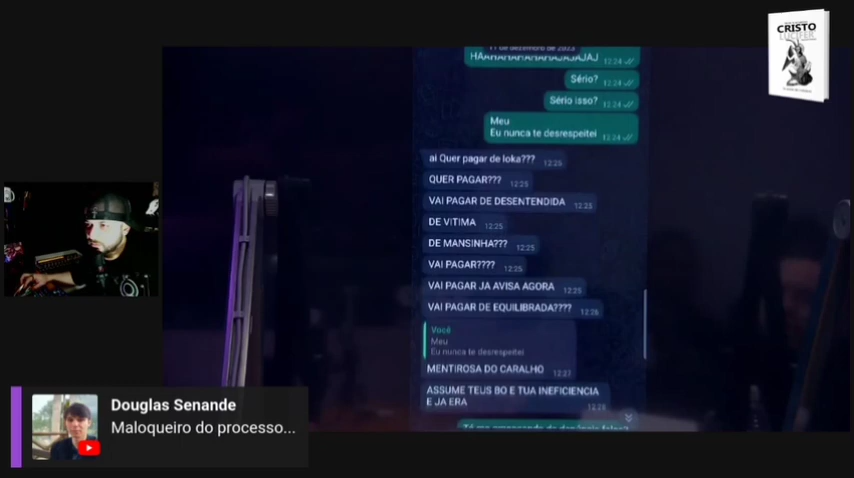 CRISTO
LUCIFER
HAHAHAHAHAHAJAJAJAJ 12:24
Sério? 12:24
Sério isso? 12:24
Meu
Eu nunca te desrespeitei 12:24
ai Quer pagar de loka??? 12:25
QUER PAGAR??? 12:25
VAI PAGAR DE DESENTENDIDA 12:25
DE VITIMA 12:25
DE MANSINHA??? 12:25
VAI PAGAR???? 12:25
VAI PAGAR JA AVISA AGORA 12:25
VAI PAGAR DE EQUILIBRADA???? 12:26
Você
Meu
Eu nunca te desrespeitei
MENTIROSA DO CARALHO 12:27
ASSUME TEUS BO E TUA INEFICIENCIA
E JA ERA 12:28
Douglas Senande
Maloqueiro do processo...